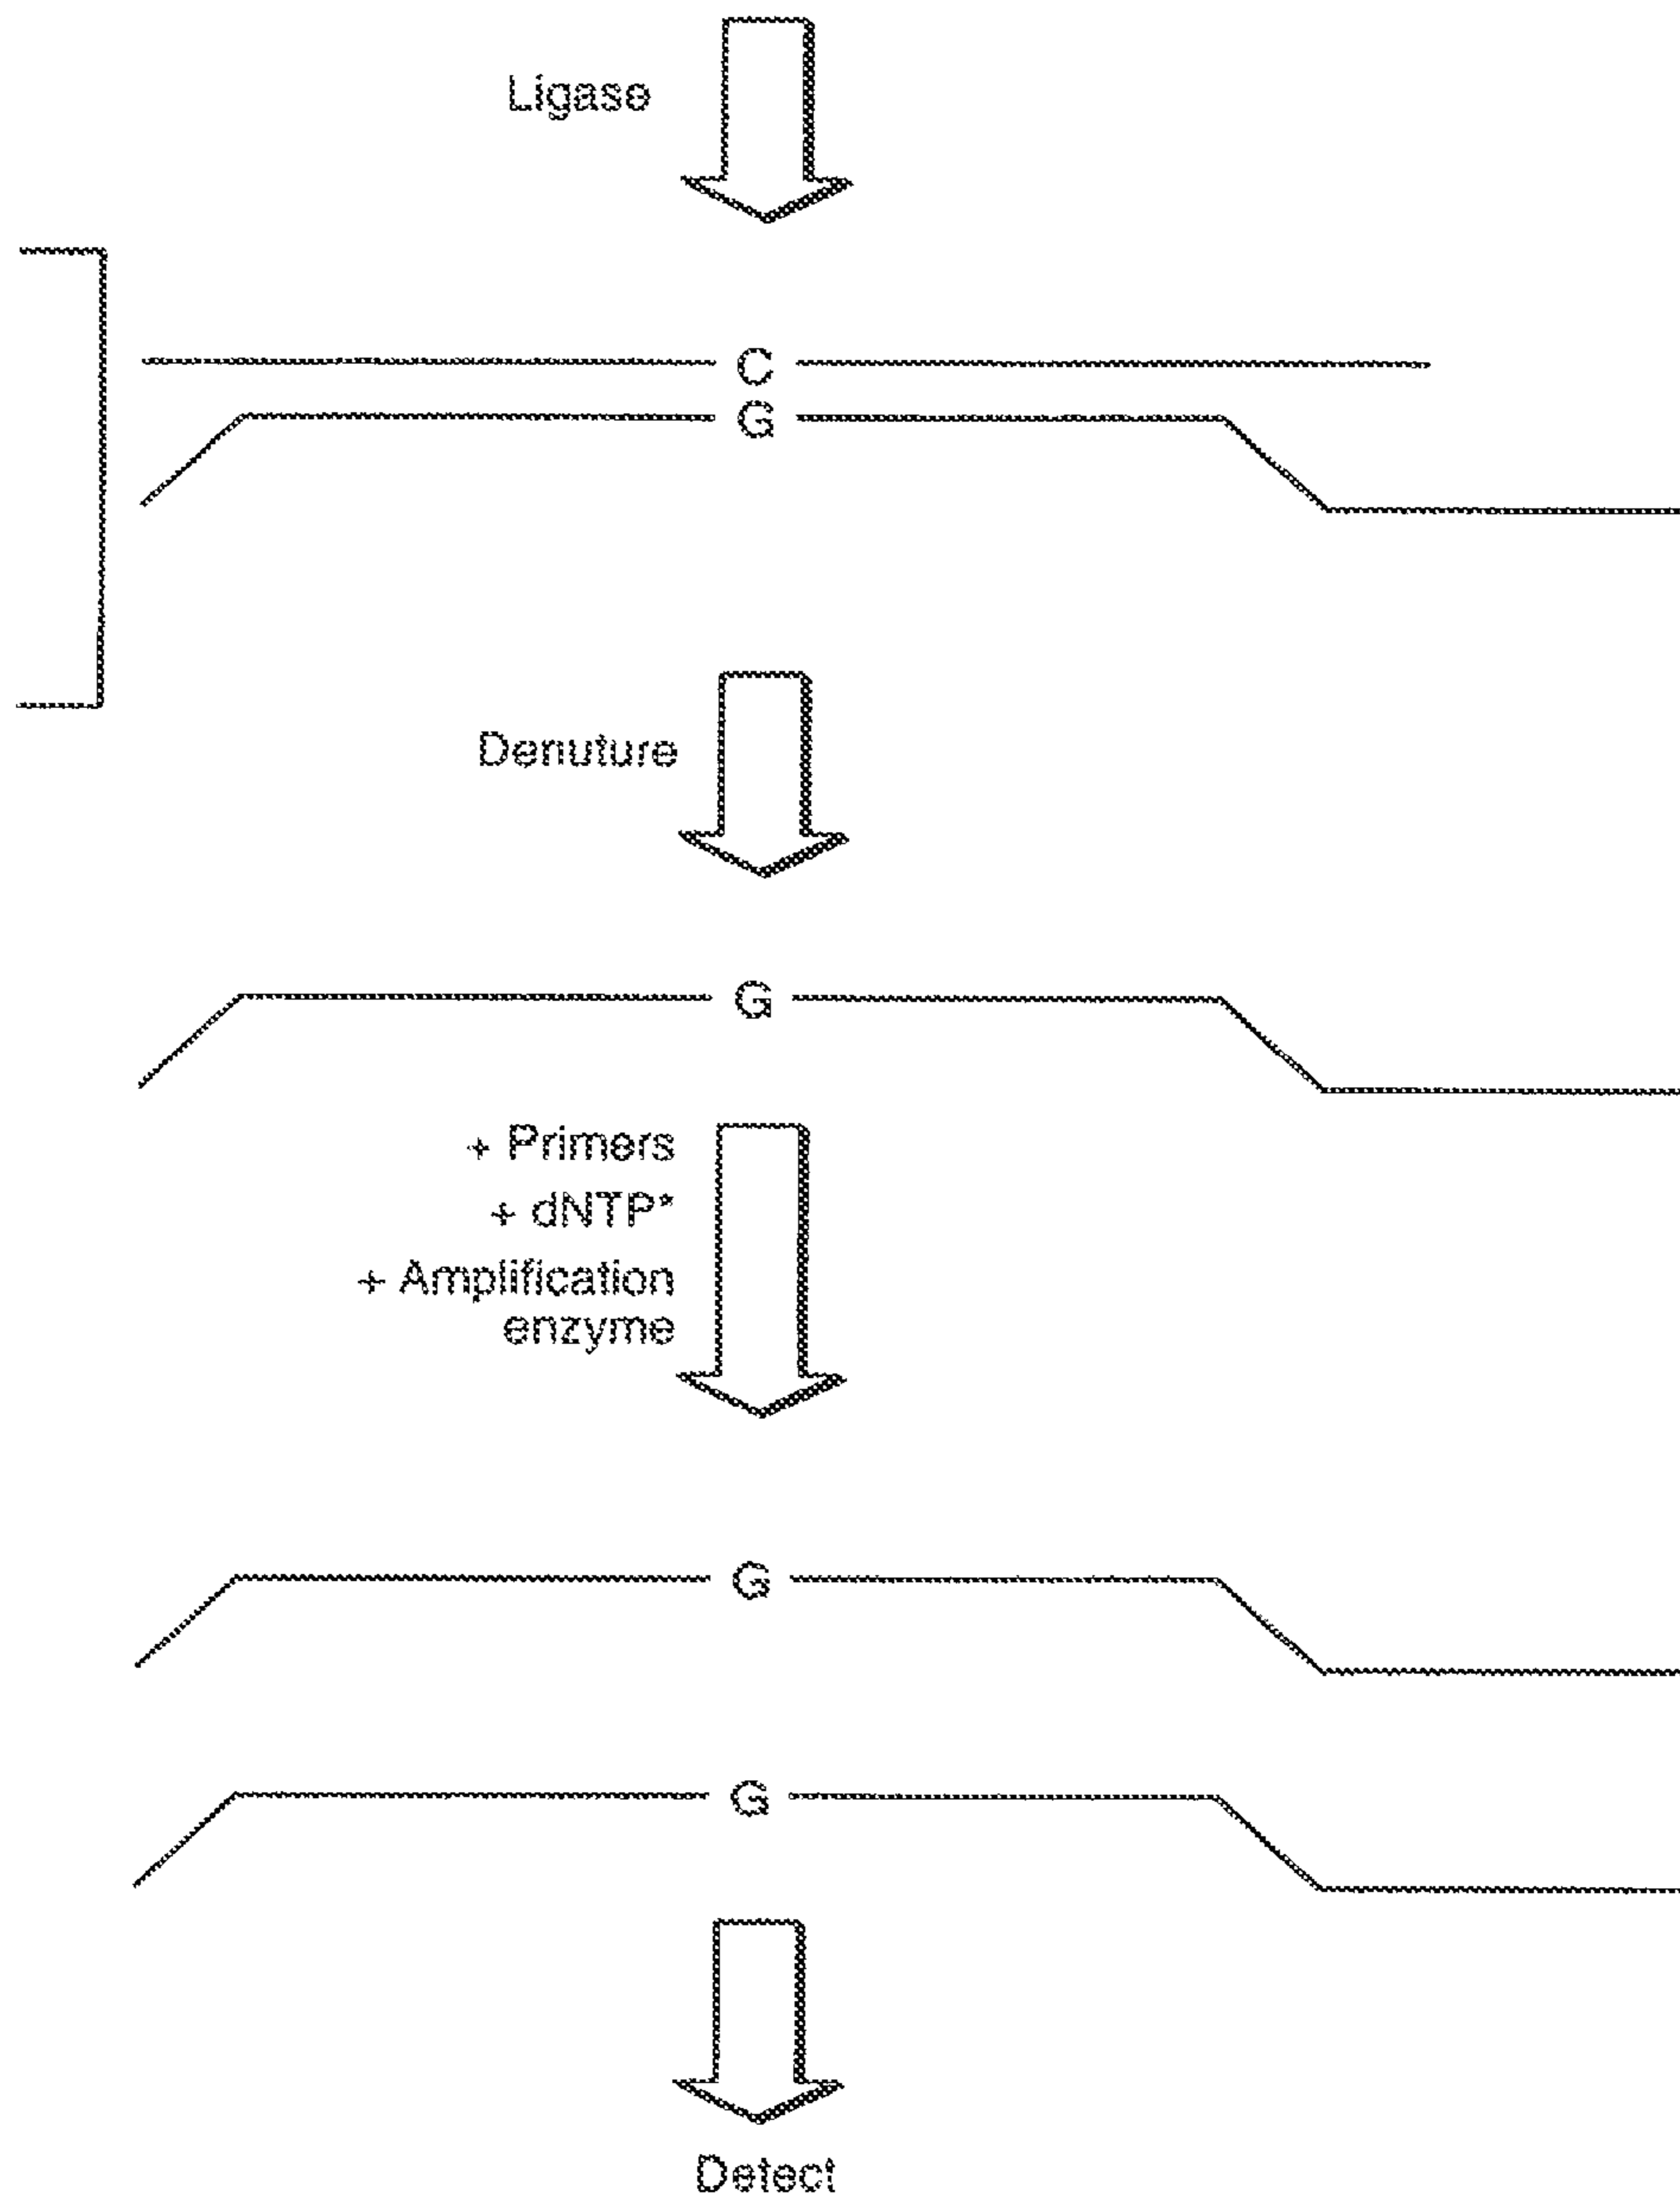 Ligase
C
G
Denuture
G
+ Primers
+ dNTP*
+ Amplification
enzyme
G
G
Detect